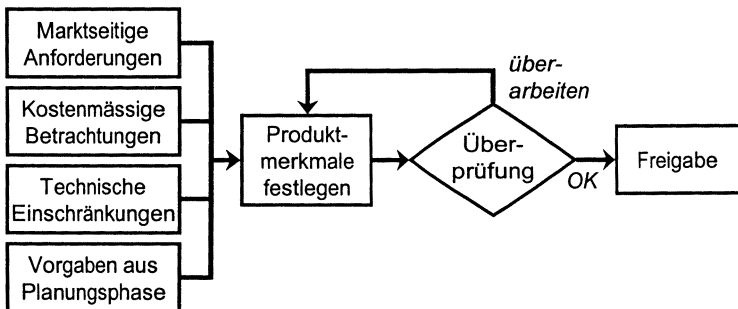 Marktseitige
Anforderungen
Kostenmässige
Betrachtungen
Technische
Einschränkungen
Vorgaben aus
Planungsphase
Produkt-
merkmale
festlegen
über-
arbeiten
Über-
prüfung
OK
Freigabe